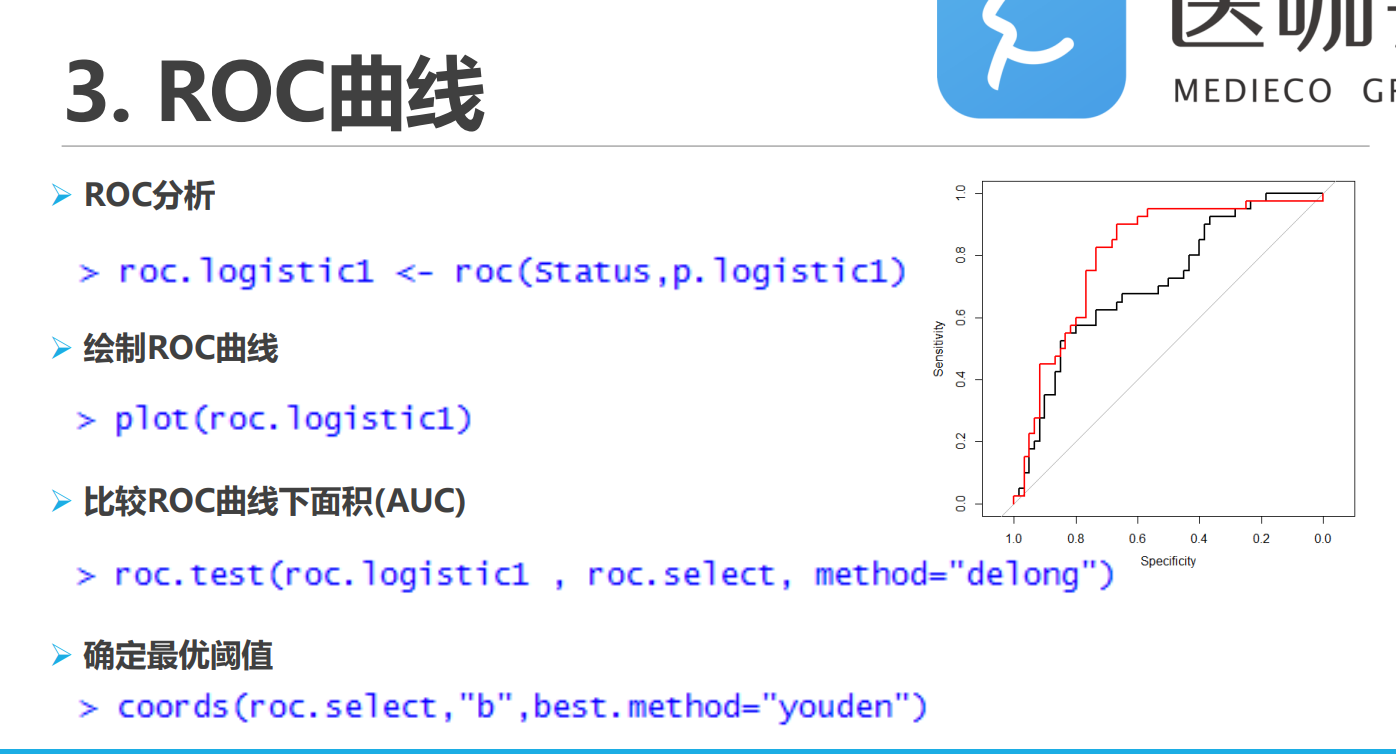 医咖
MEDIECO GR
3. ROC曲线
ROC分析
> roc.logistic1 <- roc(Status,p.logistic1)
绘制ROC曲线
> plot(roc.logistic1)
比较ROC曲线下面积(AUC)
> roc.test(roc.logistic1 , roc.select, method="delong")
确定最优阈值
> coords(roc.select,"b",best.method="youden")
1.0
0.8
0.6
0.4
0.2
0.0
Sensitivity
1.0 0.8 0.6 0.4 0.2 0.0
Specificity